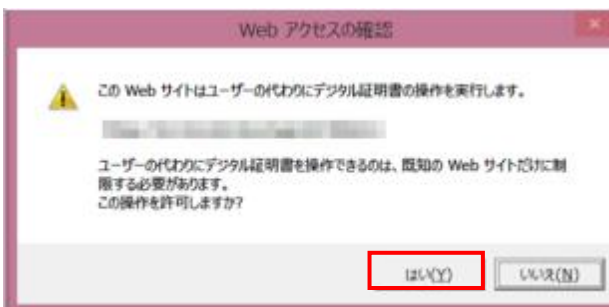 Web アクセスの確認
この Web サイトはユーザーの代わりにデジタル証明書の操作を実行します。
ユーザーの代わりにデジタル証明書を操作できるのは、既知の Web サイトだけに制
限する必要があります。
この操作を許可しますか?
はい(Y)
いいえ(N)